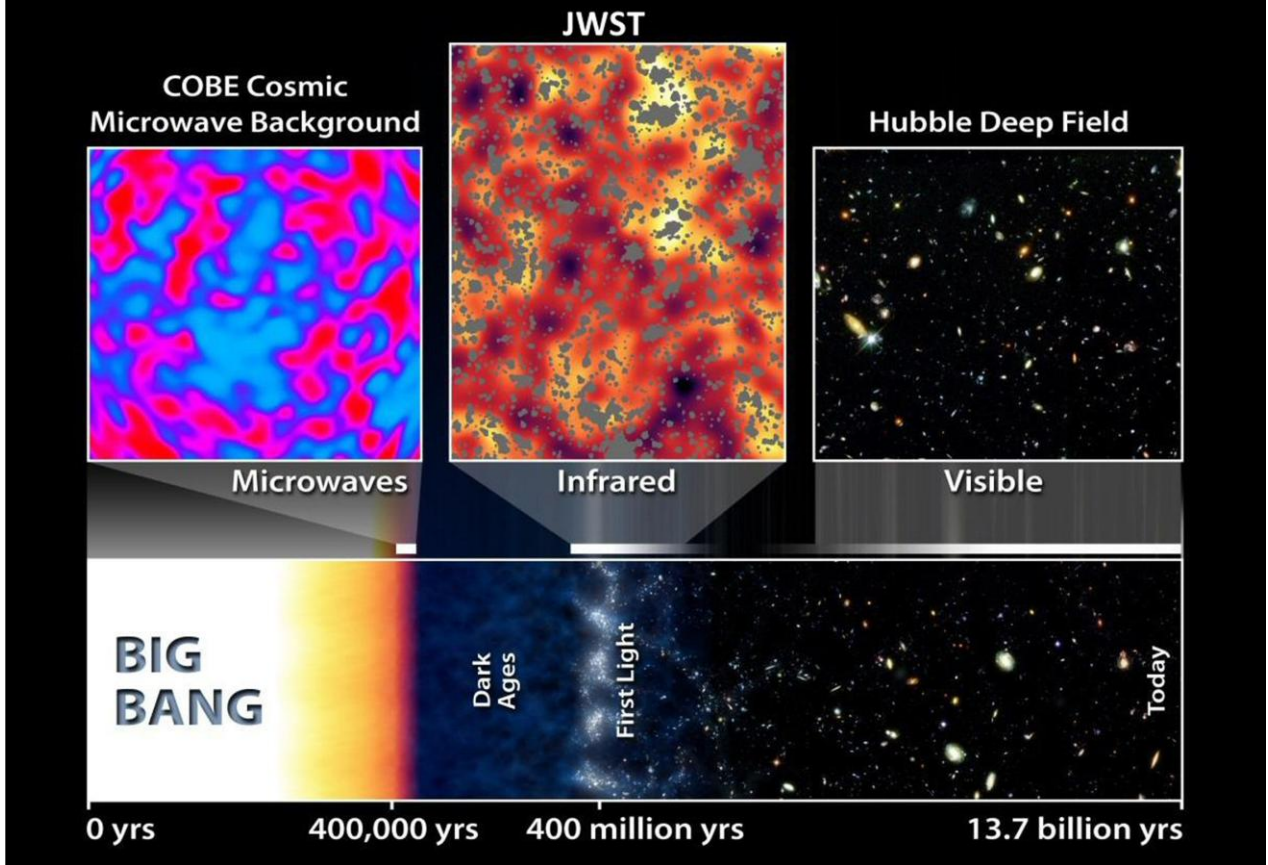 JWST
COBE Cosmic
Microwave Background
Hubble Deep Field
Microwaves
Infrared
Visible
BIG
BANG
Dark
Ages
First Light
Today
0 yrs
400,000 yrs
400 million yrs
13.7 billion yrs